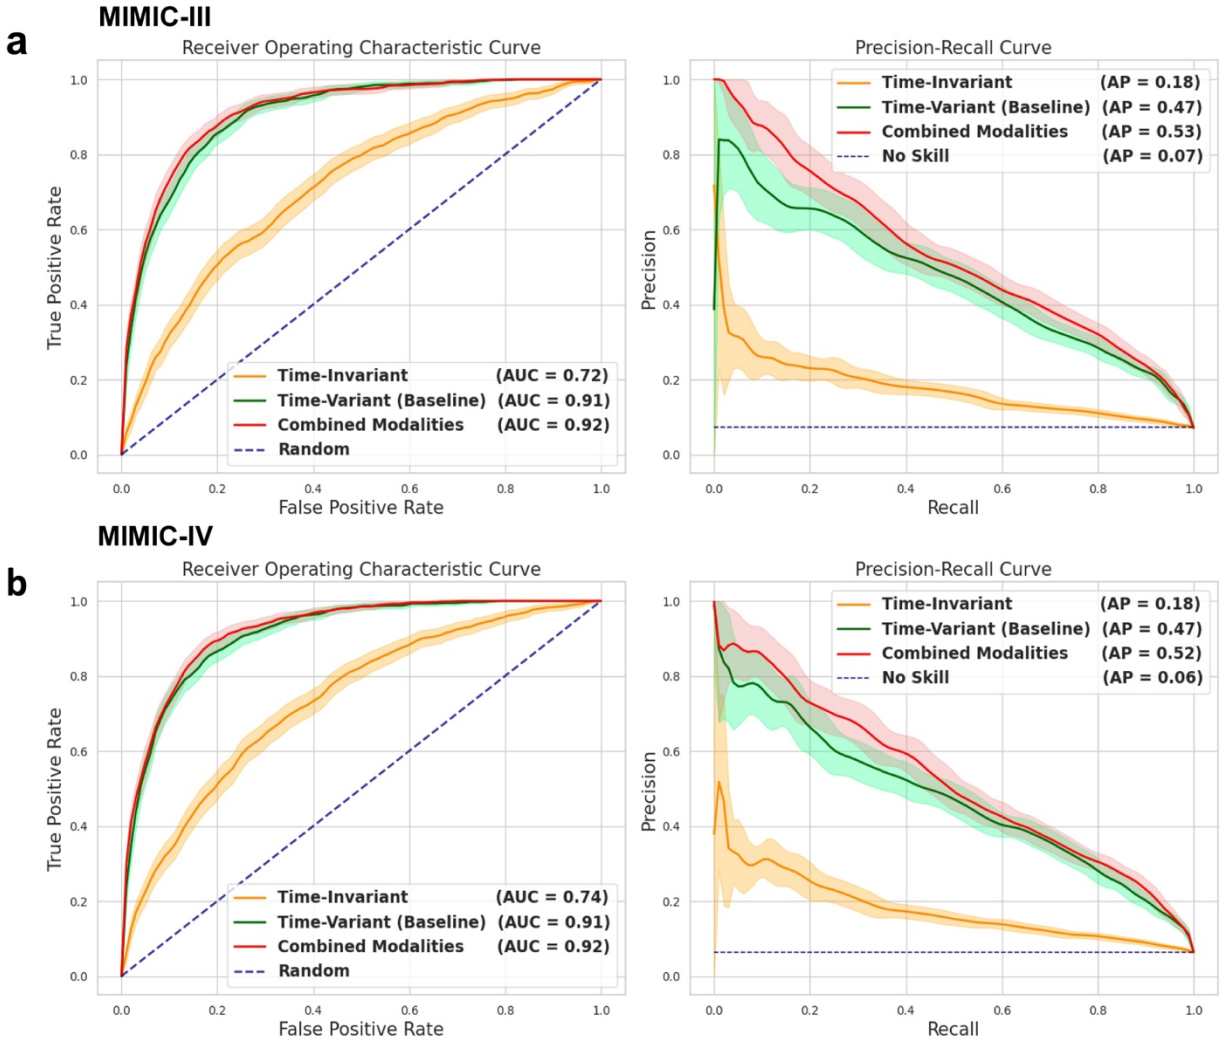 MIMIC-III
a
Receiver Operating Characteristic Curve
True Positive Rate
1.0
0.8
0.6
0.4
0.2
0.0
Time-Invariant (AUC = 0.72)
Time-Variant (Baseline) (AUC = 0.91)
Combined Modalities (AUC = 0.92)
Random
0.0 0.2 0.4 0.6 0.8 1.0
False Positive Rate
Precision-Recall Curve
Precision
1.0
0.8
0.6
0.4
0.2
0.0
Time-Invariant (AP = 0.18)
Time-Variant (Baseline) (AP = 0.47)
Combined Modalities (AP = 0.53)
No Skill (AP = 0.07)
0.0 0.2 0.4 0.6 0.8 1.0
Recall
MIMIC-IV
b
Receiver Operating Characteristic Curve
True Positive Rate
1.0
0.8
0.6
0.4
0.2
0.0
Time-Invariant (AUC = 0.74)
Time-Variant (Baseline) (AUC = 0.91)
Combined Modalities (AUC = 0.92)
Random
0.0 0.2 0.4 0.6 0.8 1.0
False Positive Rate
Precision-Recall Curve
Precision
1.0
0.8
0.6
0.4
0.2
0.0
Time-Invariant (AP = 0.18)
Time-Variant (Baseline) (AP = 0.47)
Combined Modalities (AP = 0.52)
No Skill (AP = 0.06)
0.0 0.2 0.4 0.6 0.8 1.0
Recall